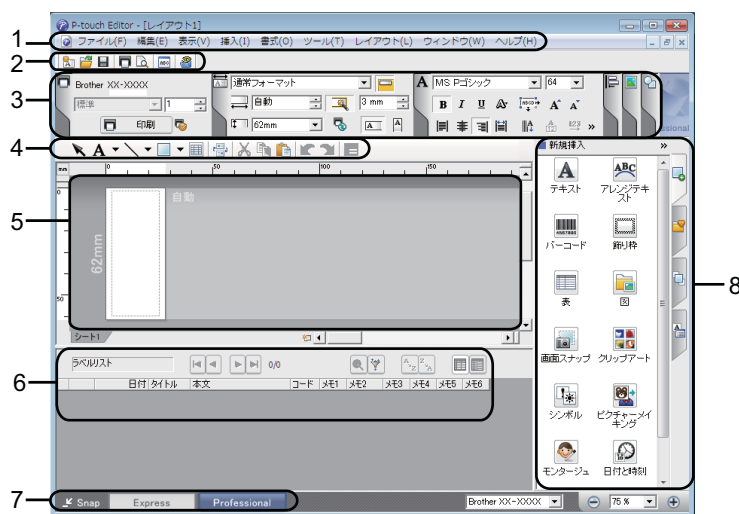 P-touch Editor - [レイアウト1]
1 ファイル(F) 編集(E) 表示(V) 挿入(I) 書式(O) ツール(T) レイアウト(L) ウィンドウ(W) ヘルプ(H)
2
3
Brother XX-XXXX 通常フォーマット A MS Pゴシック 64
標準 1 自動 3 mm B I U A
印刷 62mm A A »
4 A
5
mm 0 50 100 150
0
50
自動
62mm
シート1
6
ラベルリスト 0/0
日付 タイトル 本文 コード メモ1 メモ2 メモ3 メモ4 メモ5 メモ6
7 Snap Express Professional
Brother XX-XXXX 75 %
新規挿入 »
テキスト アレンジテキスト
バーコード 飾り枠
表 図
画面スナップ クリップアート
シンボル ピクチャーメイキング
モンタージュ 日付と時刻
8